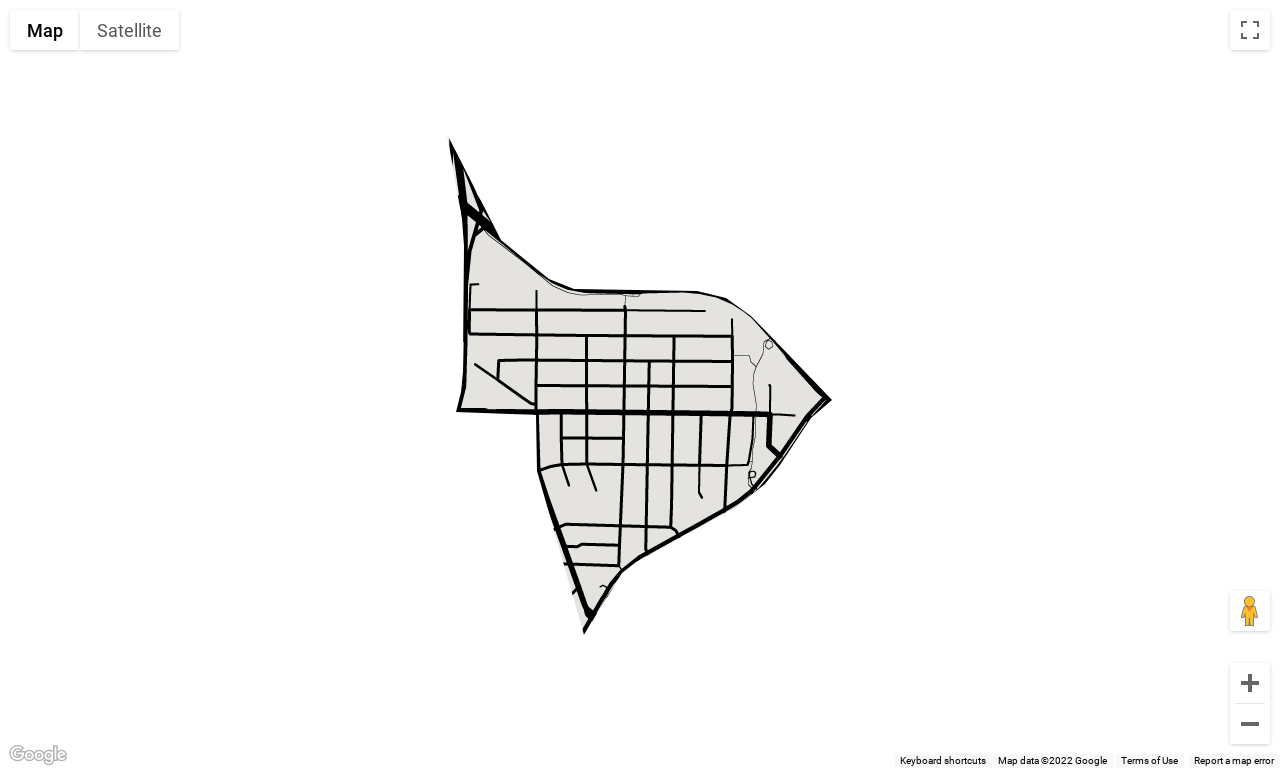 Map Satellite
Google
Keyboard shortcuts Map data ©2022 Google Terms of Use Report a map error